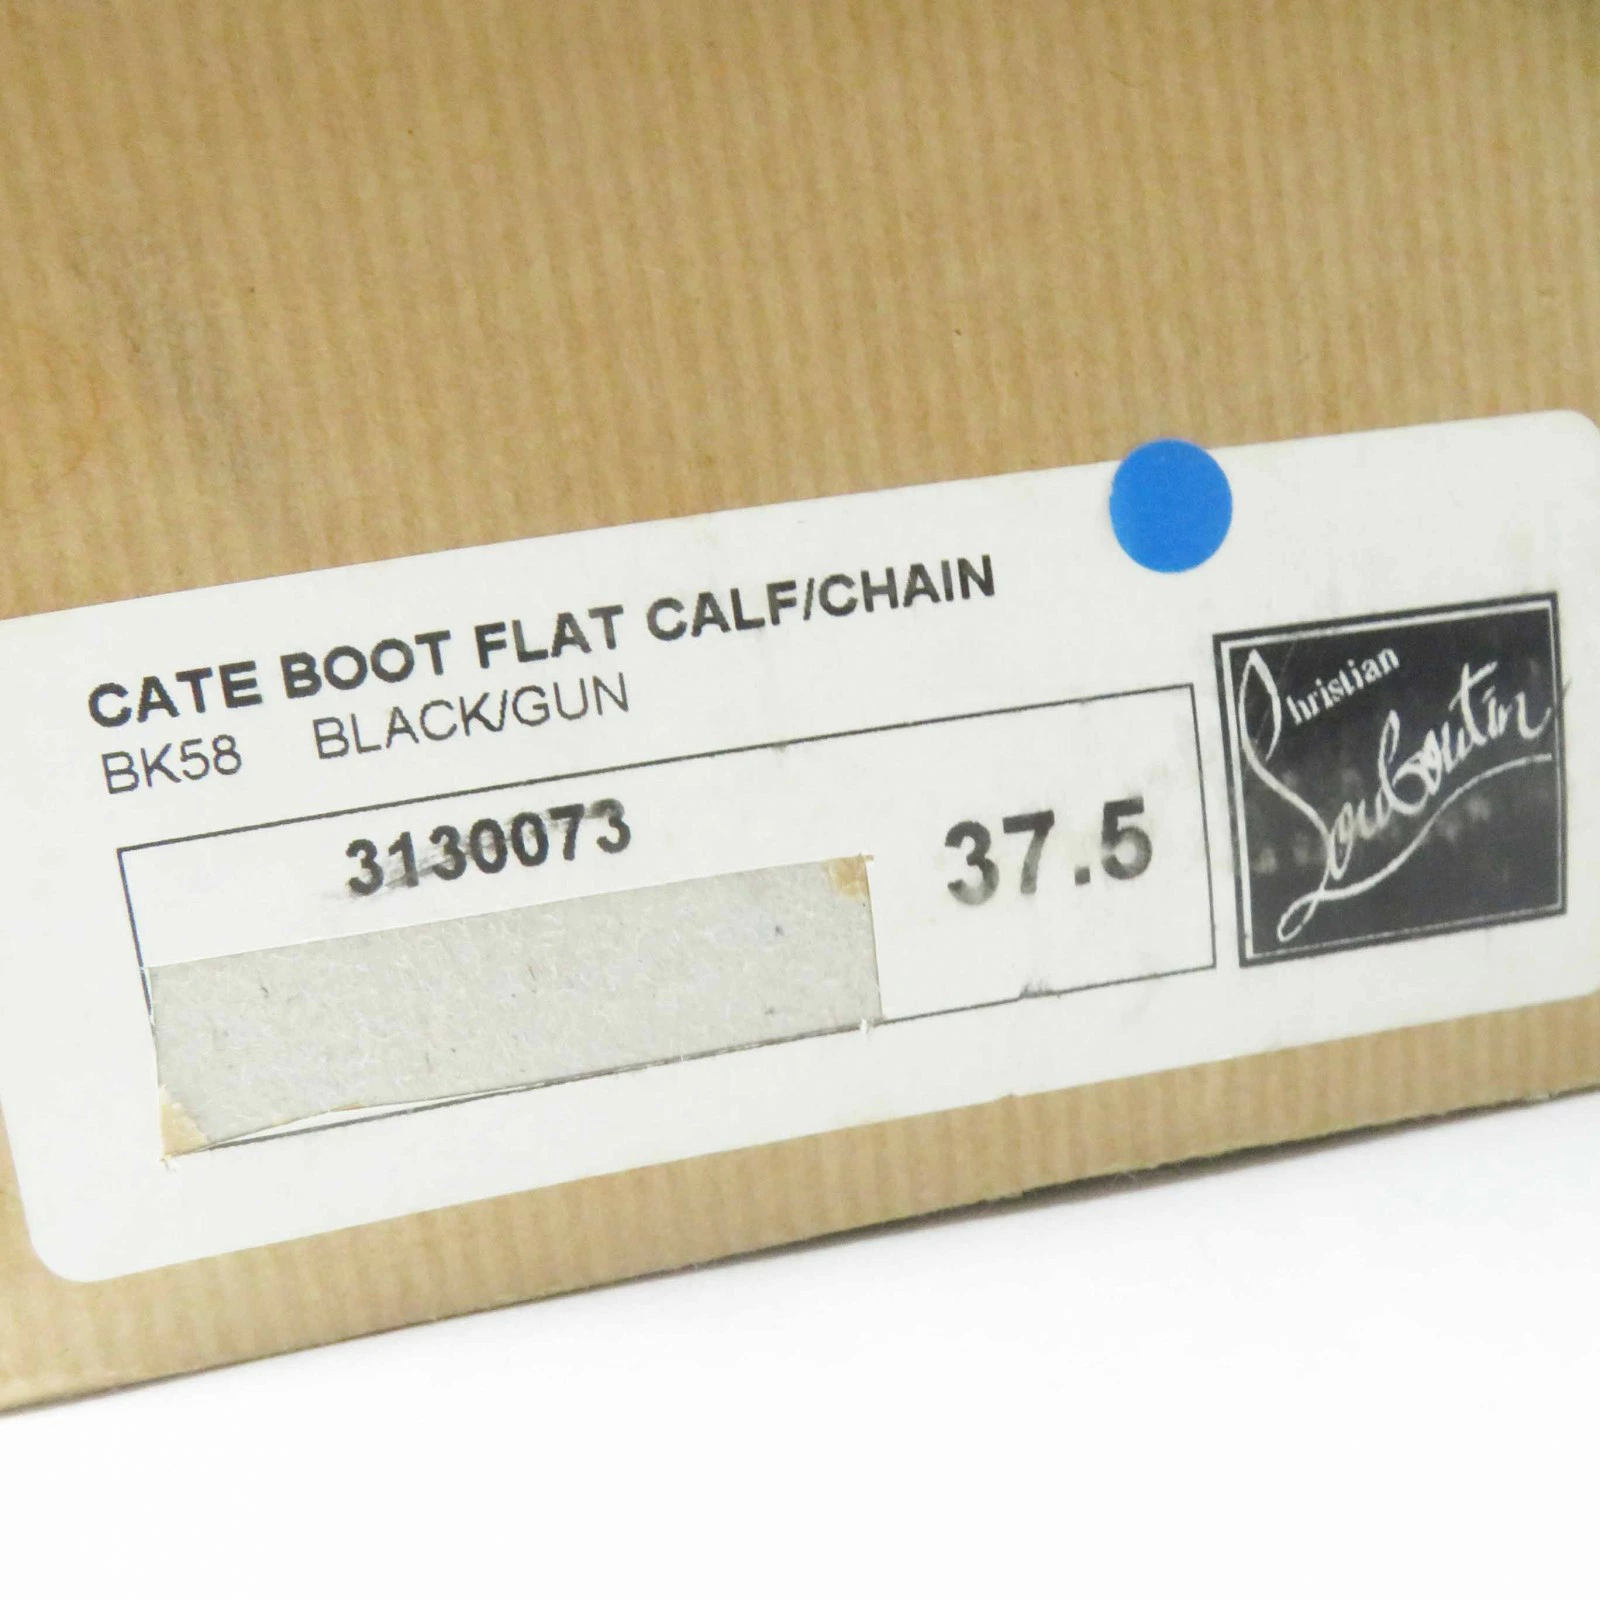 CATE BOOT FLAT CALF/CHAIN
BK58 BLACK/GUN
3130073
37.5
Christian
Louboutin